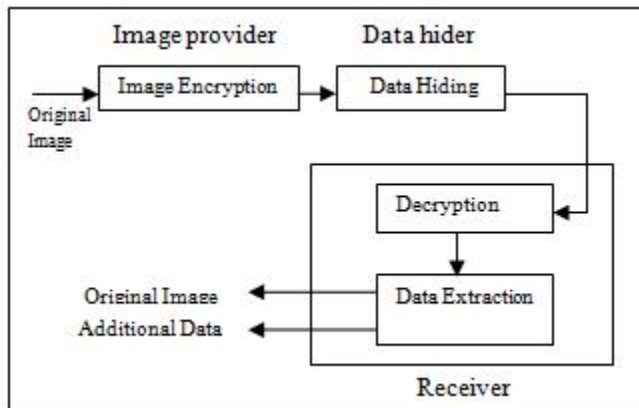 Image provider
Data hider
Image Encryption
Data Hiding
Original
Image
Decryption
Data Extraction
Original Image
Additional Data
Receiver